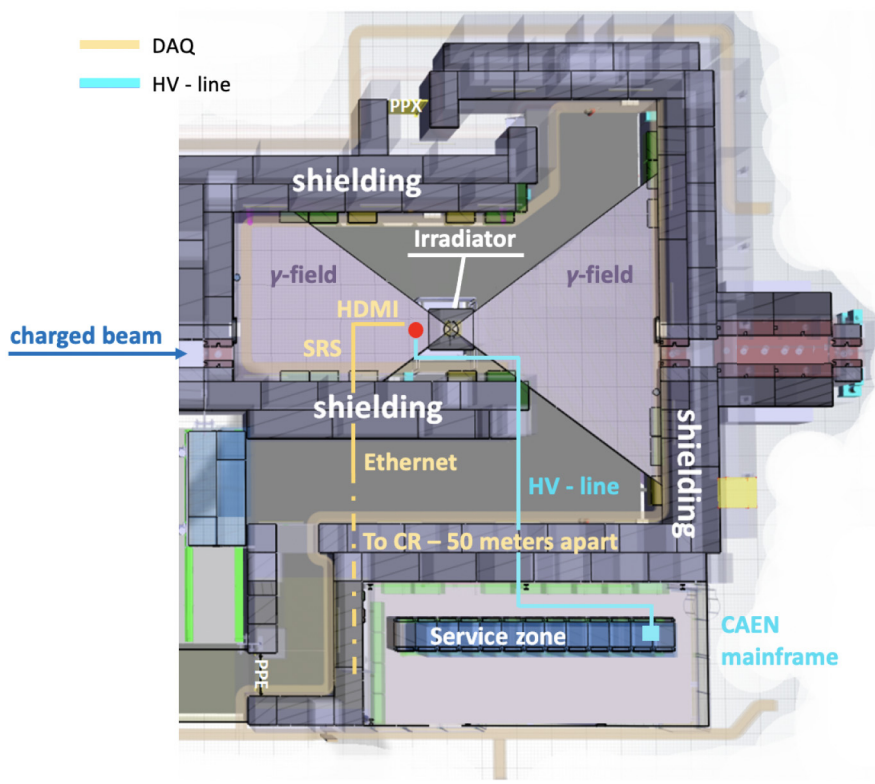 DAQ
HV - line
PPX
shielding
Irradiator
γ-field
γ-field
HDMI
charged beam
SRS
shielding
shielding
Ethernet
HV - line
To CR – 50 meters apart
Service zone
CAEN
mainframe
PPE